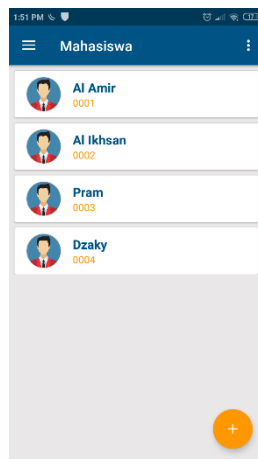 1:51 PM
Mahasiswa
Al Amir
0001
Al Ikhsan
0002
Pram
0003
Dzaky
0004
+